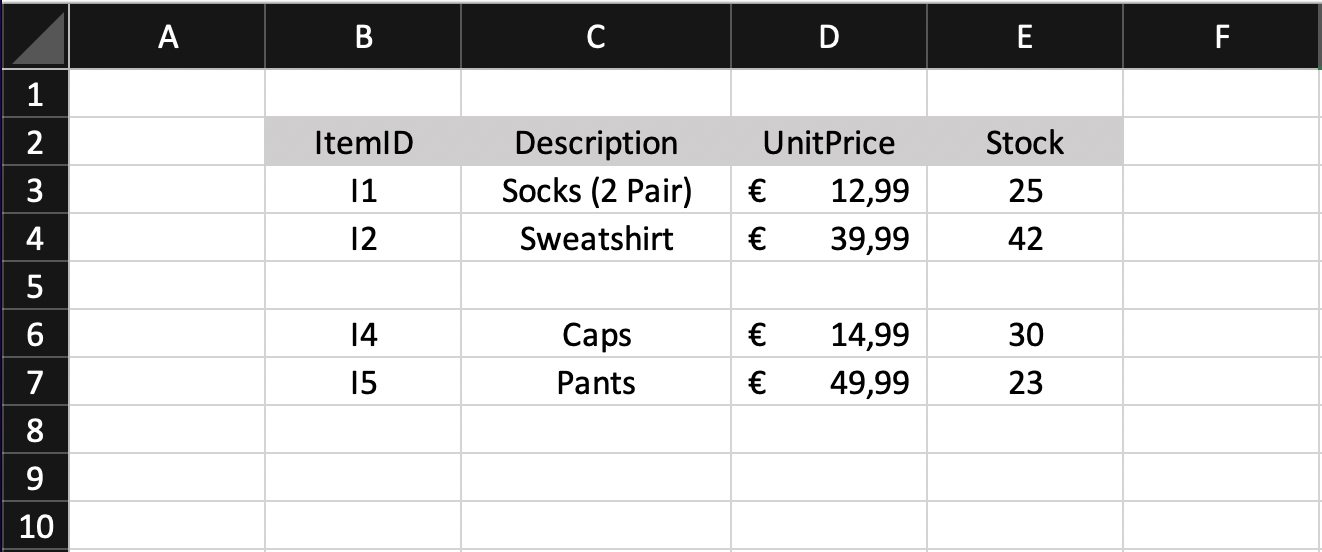 A B C D E F
1
2 ItemID Description UnitPrice Stock
3 I1 Socks (2 Pair) € 12,99 25
4 I2 Sweatshirt € 39,99 42
5
6 I4 Caps € 14,99 30
7 I5 Pants € 49,99 23
8
9
10